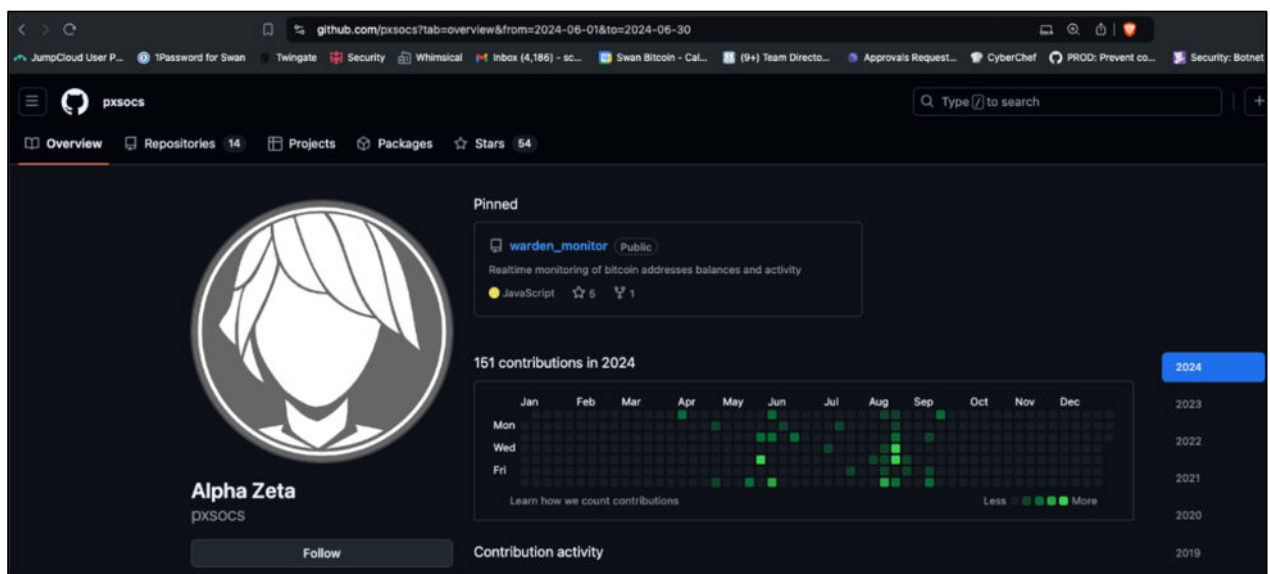 github.com/pxsocs?tab=overview&from=2024-06-01&to=2024-06-30
JumpCloud User P... 1Password for Swan Twingate Security Whimsical Inbox (4,186) - sc... Swan Bitcoin - Cal... (9+) Team Directo... Approvals Request... CyberChef PROD: Prevent co... Security: Botnet
pxsocs Type / to search
Overview Repositories 14 Projects Packages Stars 54
Pinned
warden_monitor Public
Realtime monitoring of bitcoin addresses balances and activity
JavaScript 5 1
151 contributions in 2024
2024
Jan Feb Mar Apr May Jun Jul Aug Sep Oct Nov Dec
2023
Mon
Wed
2022
Fri
2021
Learn how we count contributions Less More
2020
2019
Alpha Zeta
pxsocs
Follow
Contribution activity